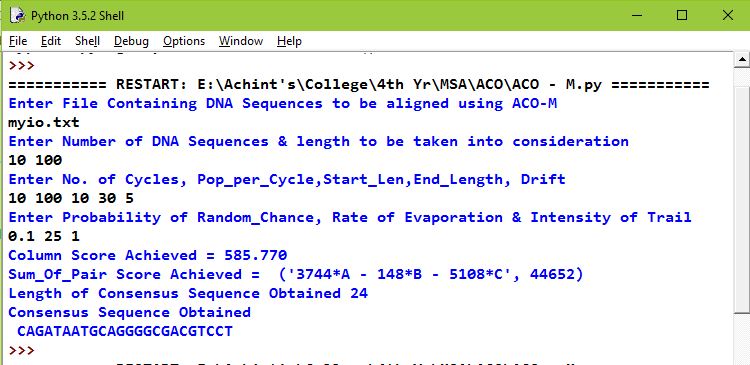 Python 3.5.2 Shell
File Edit Shell Debug Options Window Help
>>>
=========== RESTART: E:\Achint's\College\4th Yr\MSA\ACO\ACO - M.py ===========
Enter File Containing DNA Sequences to be aligned using ACO-M
myio.txt
Enter Number of DNA Sequences & length to be taken into consideration
10 100
Enter No. of Cycles, Pop_per_Cycle,Start_Len,End_Length, Drift
10 100 10 30 5
Enter Probability of Random_Chance, Rate of Evaporation & Intensity of Trail
0.1 25 1
Column Score Achieved = 585.770
Sum_Of_Pair Score Achieved =  ('3744*A - 148*B - 5108*C', 44652)
Length of Consensus Sequence Obtained 24
Consensus Sequence Obtained
CAGATAATGCAGGGGCGACGTCCT
>>>